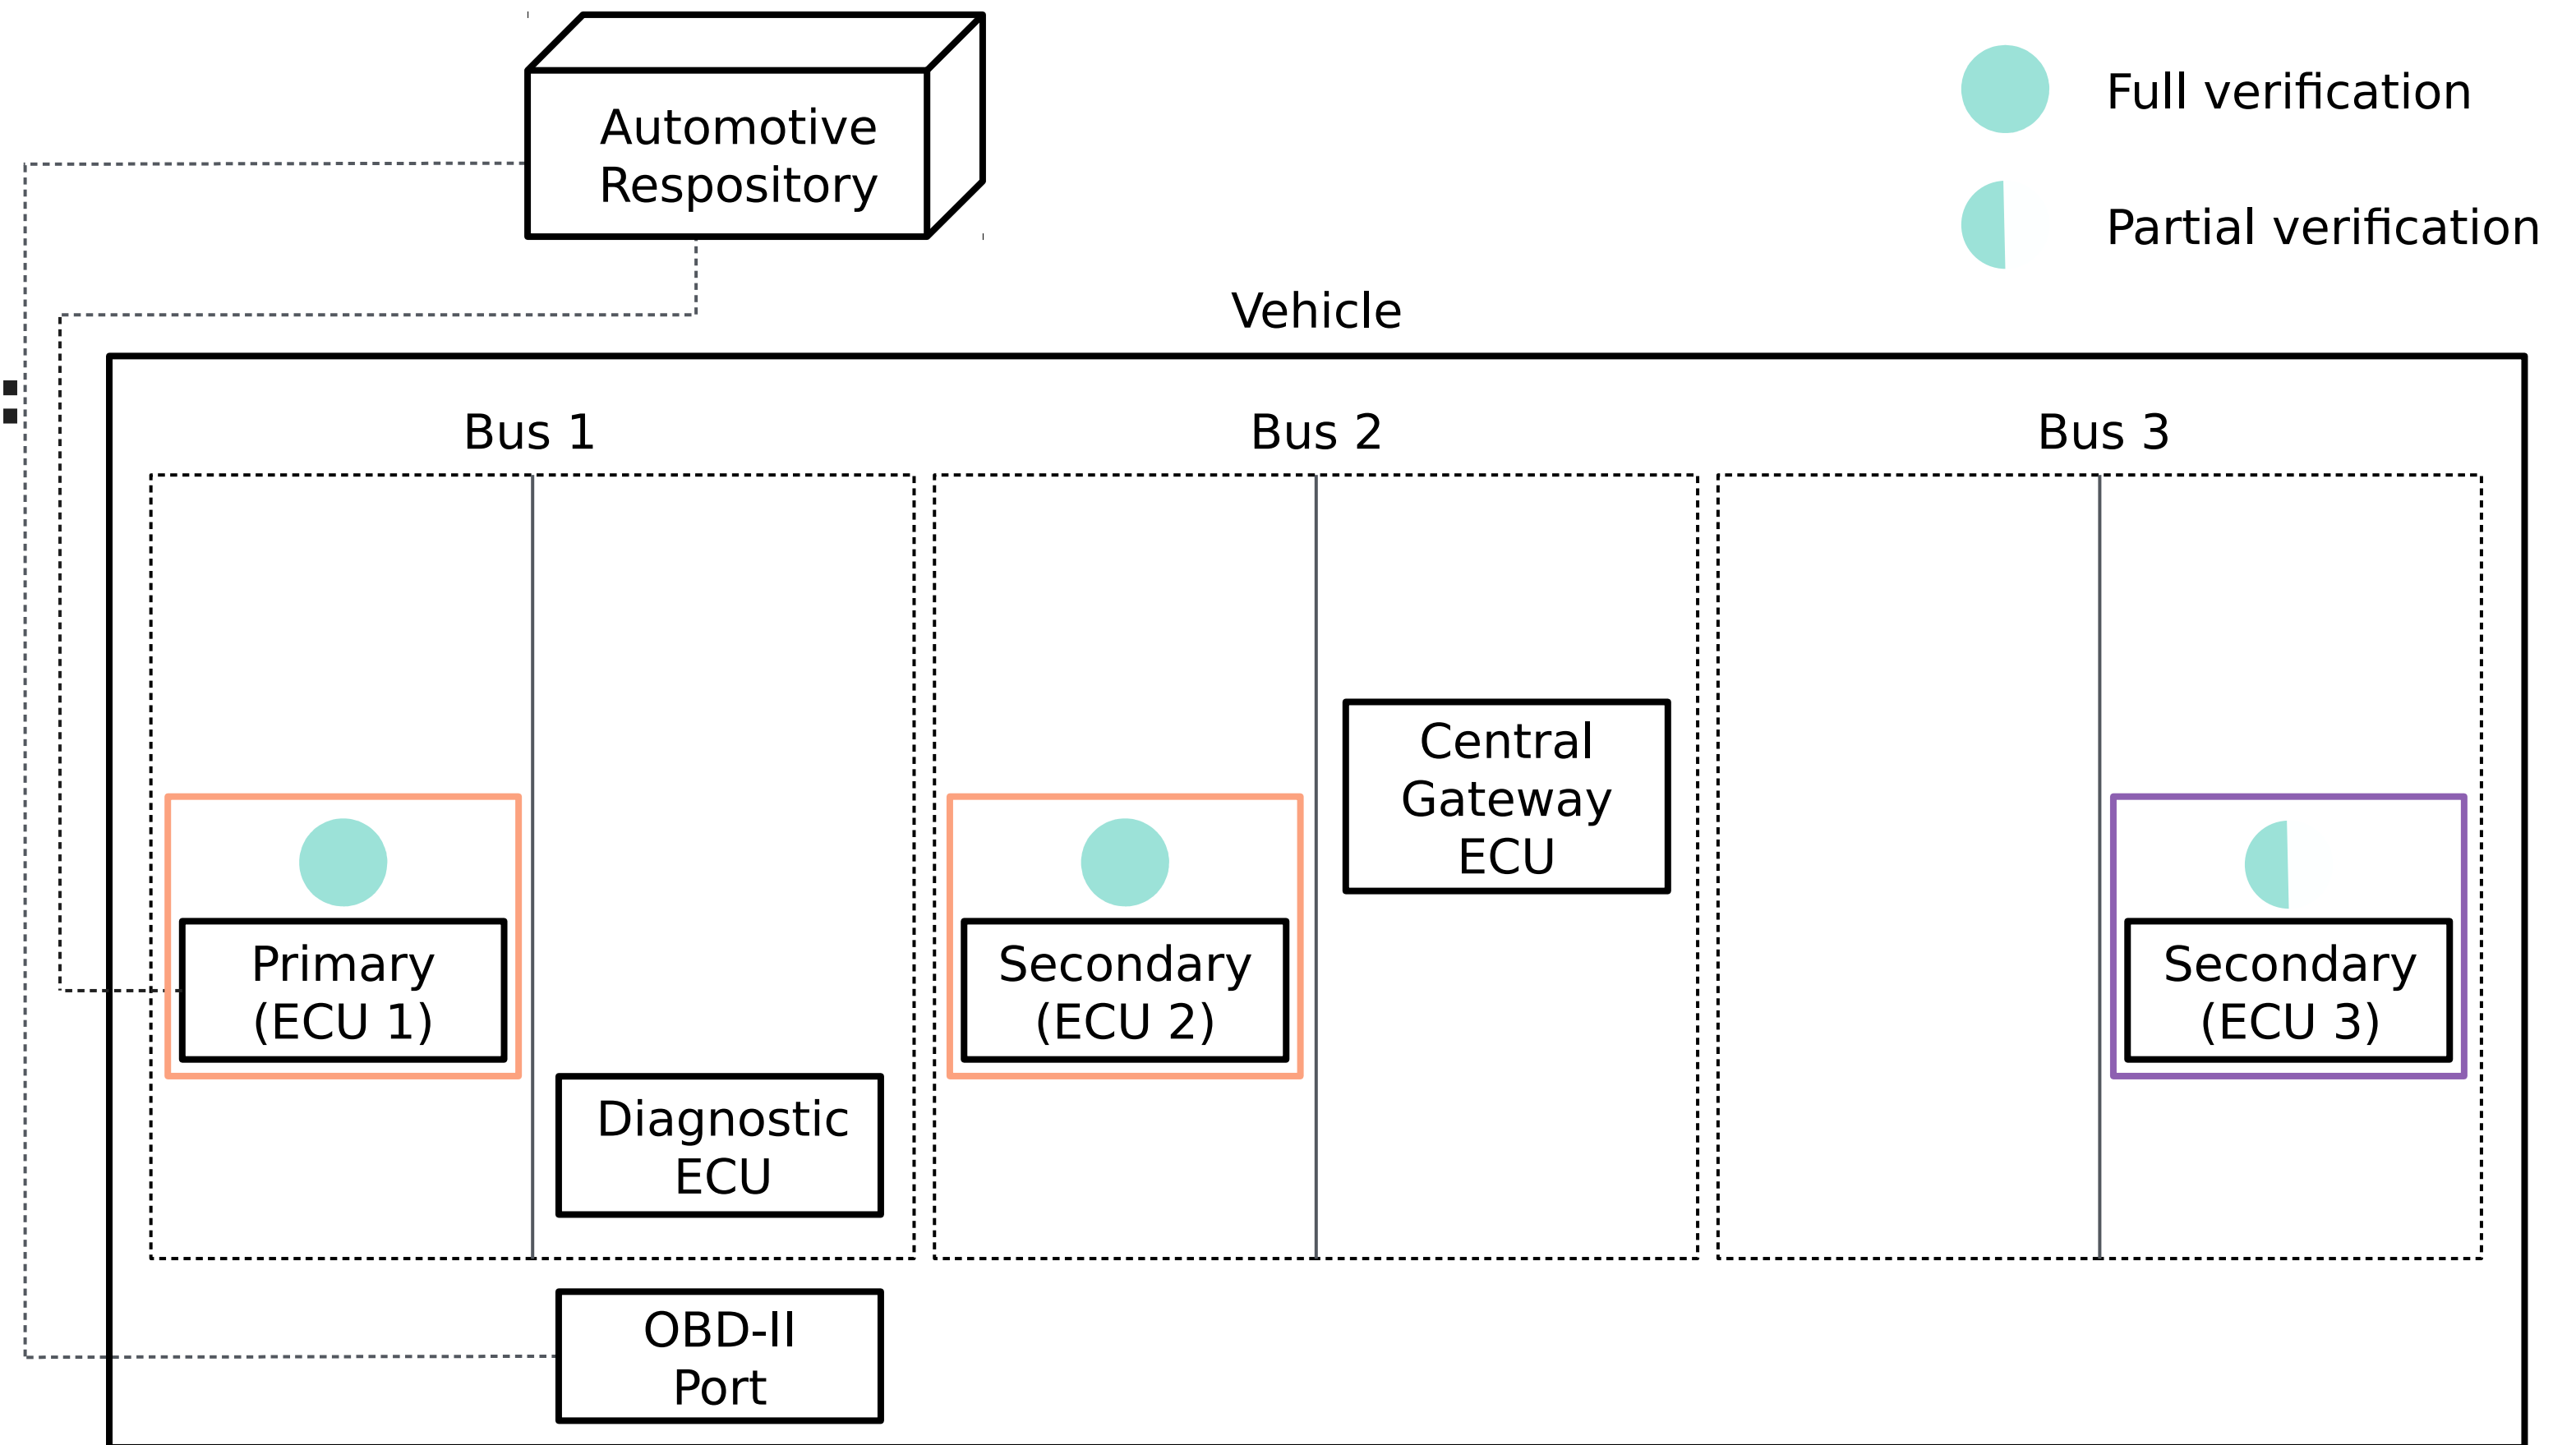 Automotive
Respository
Full verification
Partial verification
Vehicle
Bus 1
Bus 2
Bus 3
Central
Gateway
ECU
Primary
(ECU 1)
Secondary
(ECU 2)
Secondary
(ECU 3)
Diagnostic
ECU
OBD-II
Port